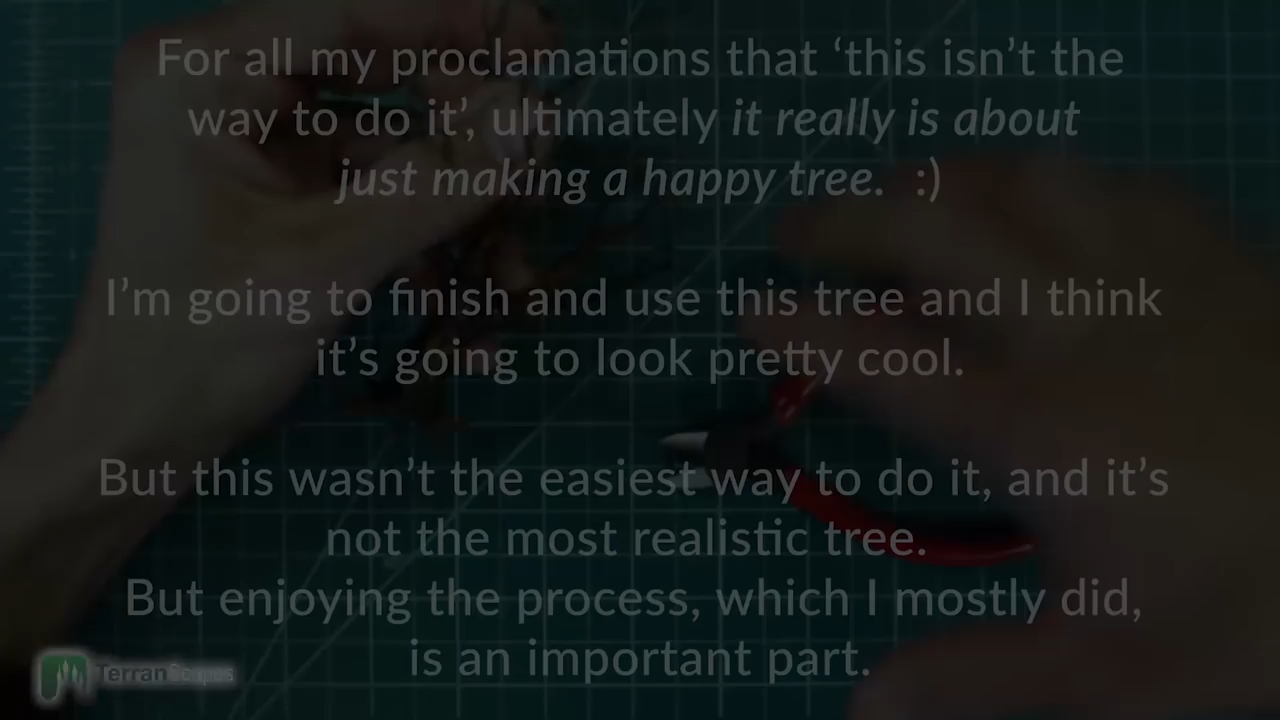 For all my proclamations that ‘this isn’t the
way to do it’, ultimately it really is about
just making a happy tree.  :)
I’m going to finish and use this tree and I think
it’s going to look pretty cool.
But this wasn’t the easiest way to do it, and it’s
not the most realistic tree.
But enjoying the process, which I mostly did,
is an important part.
TerranScapes